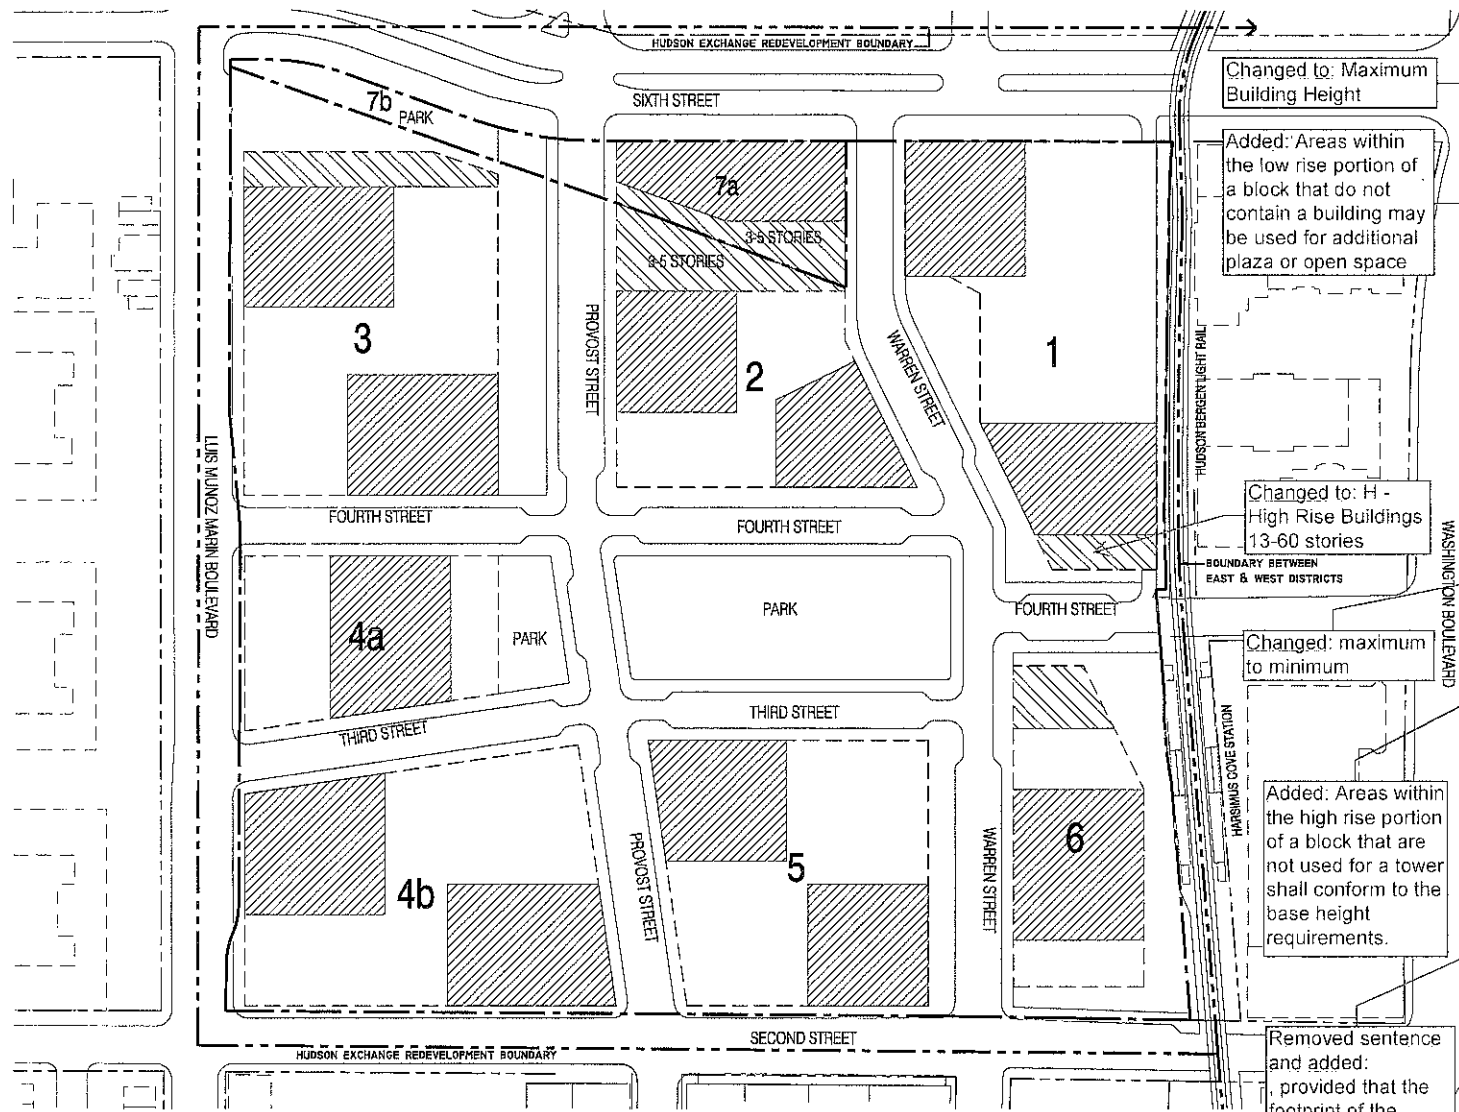 HUDSON EXCHANGE REDEVELOPMENT BOUNDARY
Changed to: Maximum
Building Height
7b
PARK
SIXTH STREET
Added: Areas within
the low rise portion of
a block that do not
contain a building may
be used for additional
plaza or open space
7a
3-5 STORIES
3-5 STORIES
3
2
1
PROVOST STREET
WARREN STREET
HUDSON BERGEN LIGHT RAIL
LUIS MUNOZ MARIN BOULEVARD
Changed to: H -
High Rise Buildings
13-60 stories
WASHINGTON BOULEVARD
FOURTH STREET
FOURTH STREET
BOUNDARY BETWEEN
EAST & WEST DISTRICTS
FOURTH STREET
PARK
4a
PARK
Changed: maximum
to minimum
THIRD STREET
THIRD STREET
HARSIMUS COVE STATION
Added: Areas within
the high rise portion
of a block that are
not used for a tower
shall conform to the
base height
requirements.
4b
PROVOST STREET
5
WARREN STREET
6
SECOND STREET
HUDSON EXCHANGE REDEVELOPMENT BOUNDARY
Removed sentence
and added:
, provided that the
footprint of the